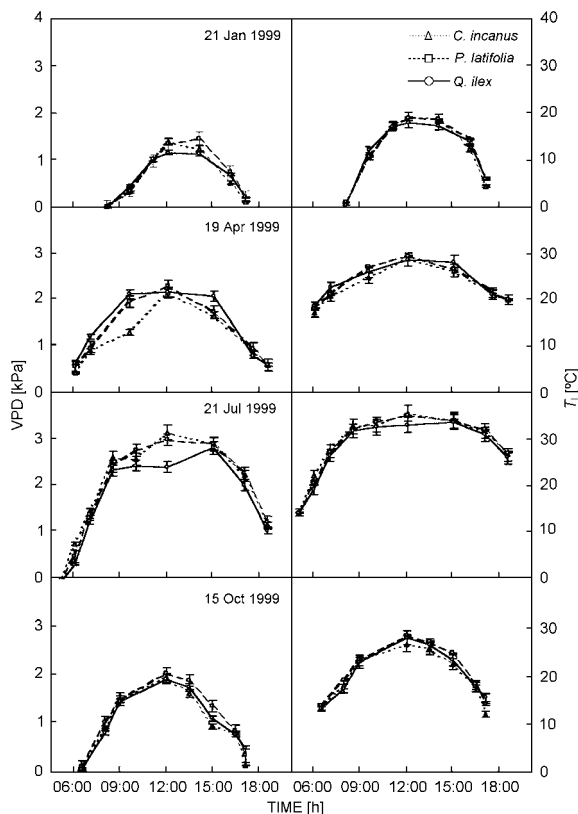 21 Jan 1999
4
3
2
1
0
C. incanus
P. latifolia
Q. ilex
40
30
20
10
0
19 Apr 1999
3
2
1
0
30
20
10
0
VPD [kPa]
Tl [ºC]
21 Jul 1999
3
2
1
0
30
20
10
0
15 Oct 1999
3
2
1
0
30
20
10
0
06:00 09:00 12:00 15:00 18:00
06:00 09:00 12:00 15:00 18:00
TIME [h]